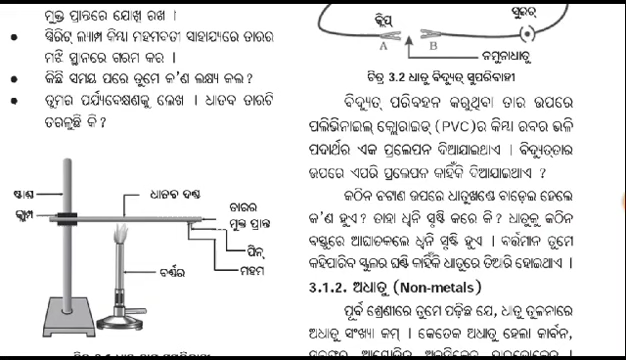 ମୁକ୍ତ ପ୍ରାନ୍ତରେ ଯୋଖି ରଖ ।
• ସ୍ପିରିଟ୍ ଲ୍ୟାମ୍ପ କିମ୍ବା ମହମବତୀ ସାହାଯ୍ୟରେ ତାରର
ମଝି ସ୍ଥାନରେ ଗରମ କର ।
• କିଛି ସମୟ ପରେ ତୁମେ କ'ଣ ଲକ୍ଷ୍ୟ କଲ ?
• ତୁମର ପର୍ଯ୍ୟବେକ୍ଷଣକୁ ଲେଖ । ଧାତବ ତାରଟି
ତରଳୁଛି କି ?
ଷ୍ଟାଣ୍ଡ
କ୍ଲାମ୍ପ
ଧାତବ ଦଣ୍ଡ
ତାରର
ମୁକ୍ତ ପ୍ରାନ୍ତ
ପିନ୍
ମହମ
ବର୍ଣ୍ଣର
କ୍ଲିପ୍
ସୁଇଚ୍
A B
ନମୁନାଧାତୁ
ଚିତ୍ର 3.2 ଧାତୁ ବିଦ୍ୟୁତ୍ ସୁପରିବାହୀ
ବିଦ୍ୟୁତ୍ ପରିବହନ କରୁଥିବା ତାର ଉପରେ
ପଲିଭିନାଇଲ୍ କ୍ଲୋରାଇଡ୍ (PVC)ର କିମ୍ବା ରବର ଭଳି
ପଦାର୍ଥର ଏକ ପ୍ରଲେପନ ଦିଆଯାଇଥାଏ । ବିଦ୍ୟୁତ୍‌ତାର
ଉପରେ ଏପରି ପ୍ରଲେପନ କାହିଁକି ଦିଆଯାଇଥାଏ ?
କଠିନ ଚଟାଣ ଉପରେ ଧାତୁଖଣ୍ଡେ ବାଡ଼େଇ ହେଲେ
କ'ଣ ହୁଏ ? ତାହା ଧ୍ୱନି ସୃଷ୍ଟି କରେ କି ? ଧାତୁକୁ କଠିନ
ବସ୍ତୁରେ ଆଘାତକଲେ ଧ୍ୱନି ସୃଷ୍ଟି ହୁଏ । ବର୍ତ୍ତମାନ ତୁମେ
କହିପାରିବ ସ୍କୁଲର ଘଣ୍ଟି କାହିଁକି ଧାତୁରେ ତିଆରି ହୋଇଥାଏ ।
3.1.2. ଅଧାତୁ (Non-metals)
ପୂର୍ବ ଶ୍ରେଣୀରେ ତୁମେ ପଢ଼ିଛ ଯେ, ଧାତୁ ତୁଳନାରେ
ଅଧାତୁ ସଂଖ୍ୟା କମ୍ । କେତେକ ଅଧାତୁ ହେଲା କାର୍ବନ,